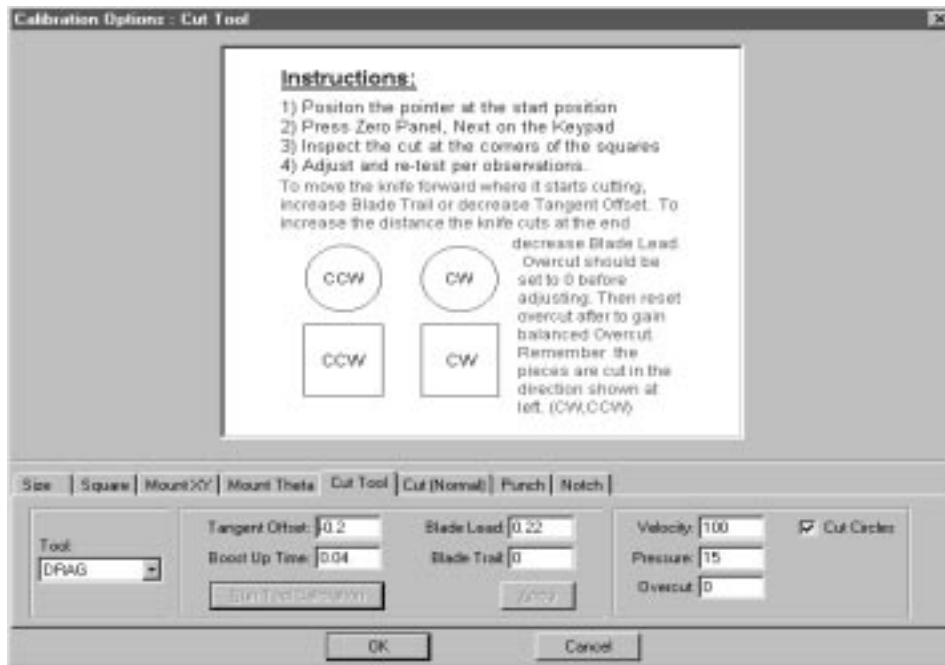 Calibration Options : Cut Tool
Instructions:
1) Positon the pointer at the start position
2) Press Zero Panel, Next on the Keypad
3) Inspect the cut at the corners of the squares
4) Adjust and re-test per observations.
To move the knife forward where it starts cutting,
increase Blade Trail or decrease Tangent Offset. To
increase the distance the knife cuts at the end
decrease Blade Lead.
Overcut should be
set to 0 before
adjusting. Then reset
overcut after to gain
balanced Overcut.
Remember the
pieces are cut in the
direction shown at
left. (CW,CCW)
CCW CW
CCW CW
Size Square Mount XY Mount Theta Cut Tool Cut (Normal) Punch Notch
Tool:
DRAG
Tangent Offset: -0.2 Blade Lead: 0.22 Velocity: 100 Cut Circles
Boost Up Time: 0.04 Blade Trail: 0 Pressure: 15
Run Tool Calibration Apply Overcut: 0
OK Cancel